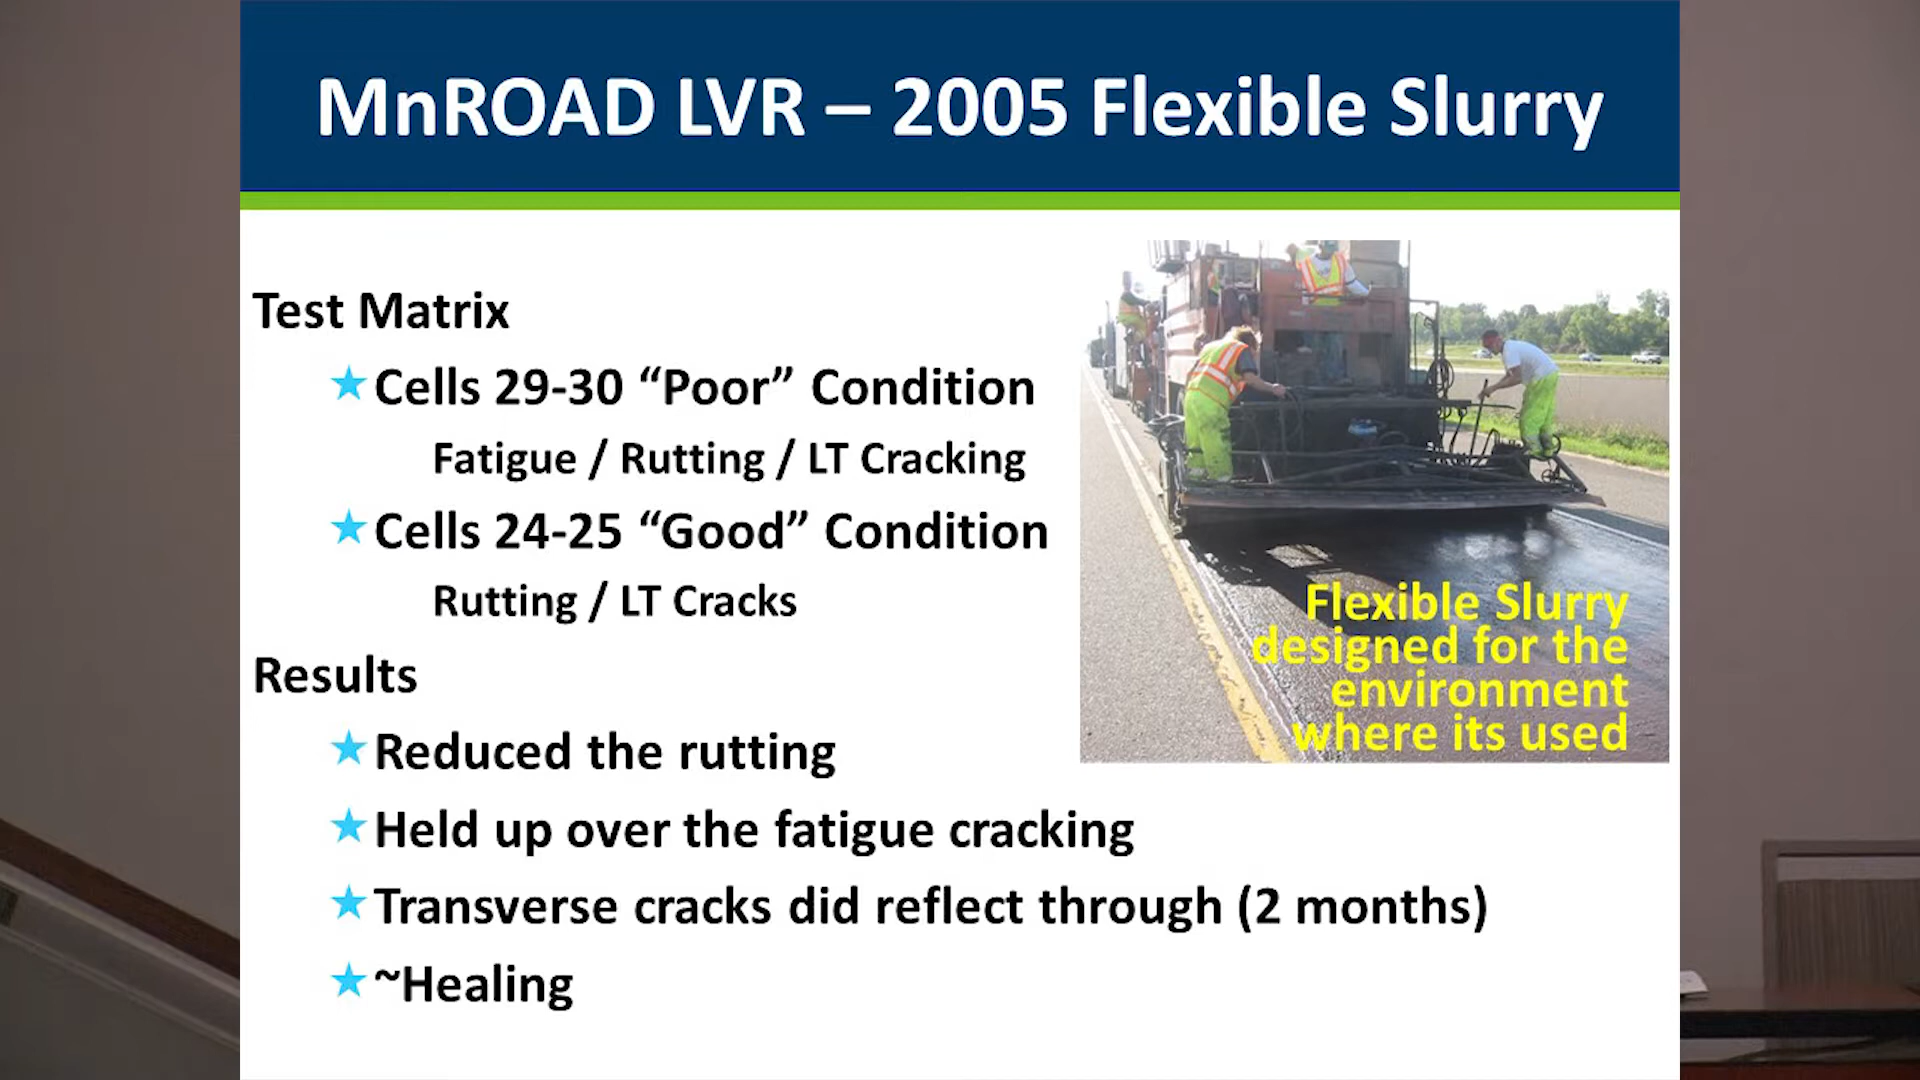 MnROAD LVR – 2005 Flexible Slurry
Test Matrix
Cells 29-30 “Poor” Condition
Fatigue / Rutting / LT Cracking
Cells 24-25 “Good” Condition
Rutting / LT Cracks
Results
Reduced the rutting
Held up over the fatigue cracking
Transverse cracks did reflect through (2 months)
~Healing
Flexible Slurry
designed for the
environment
where its used